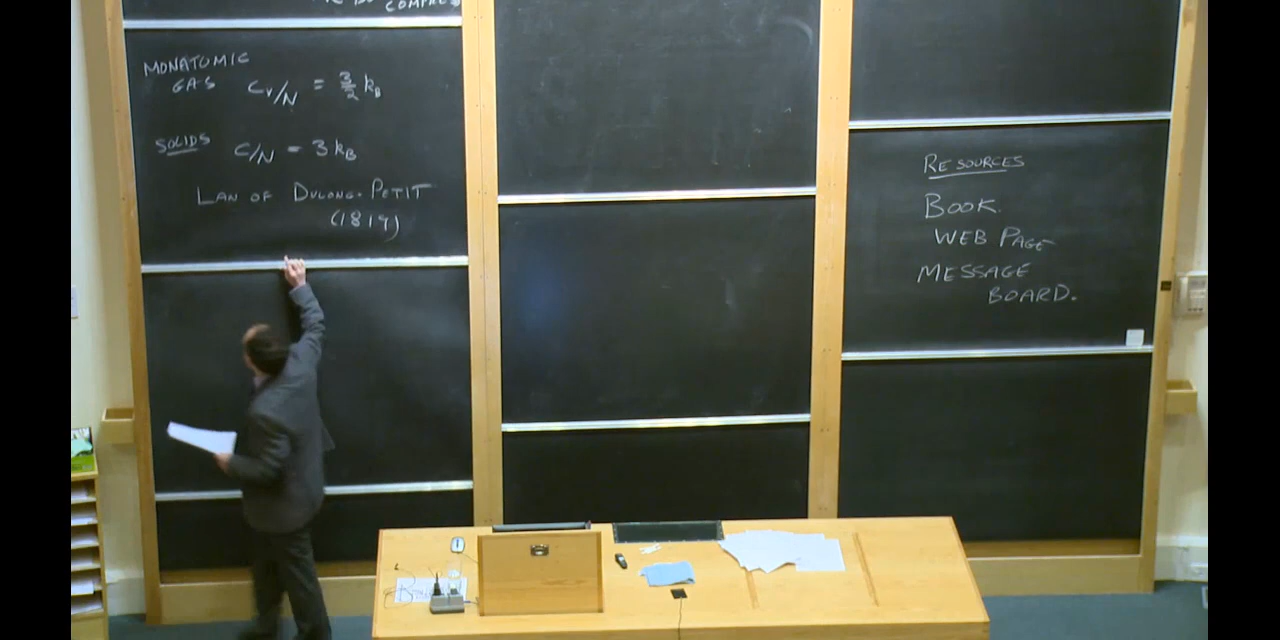 COMPRES
MONATOMIC
GAS Cv/N = 3/2 kB
SOLIDS C/N = 3 kB
LAW OF DULONG-PETIT
(1819)
RESOURCES
BOOK.
WEB PAGE
MESSAGE
BOARD.